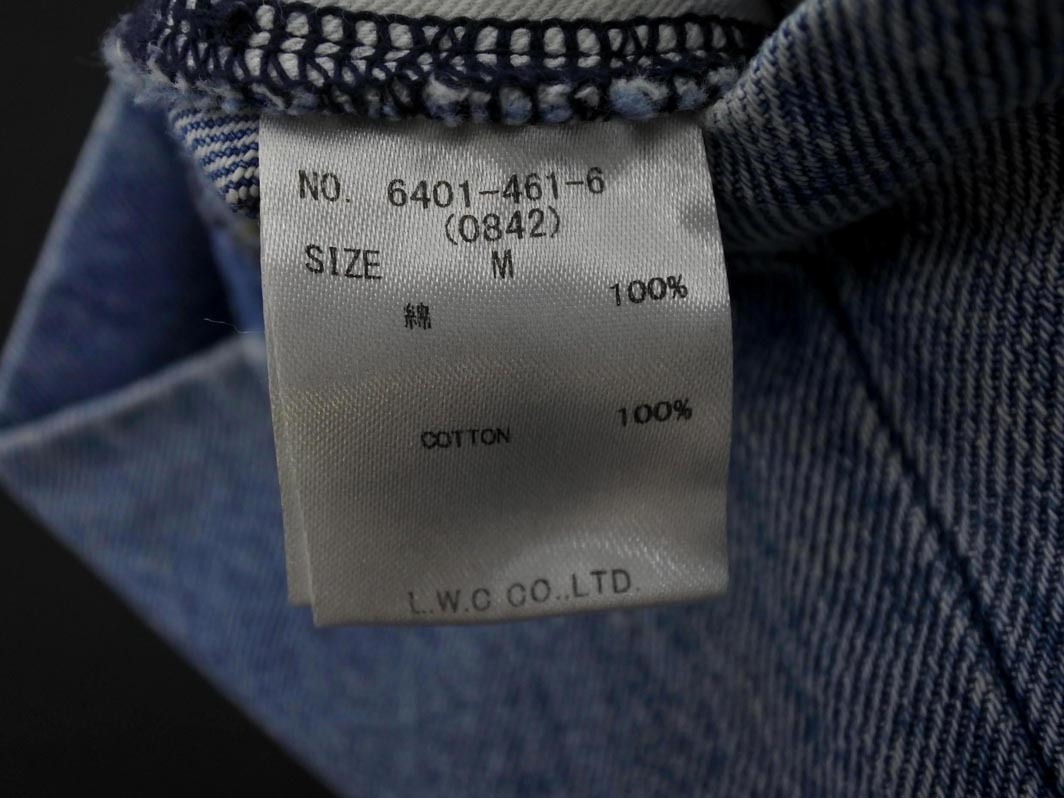 NO. 6401-461-6
(0842)
SIZE M
綿 100%
COTTON 100%
L.W.C CO.,LTD.